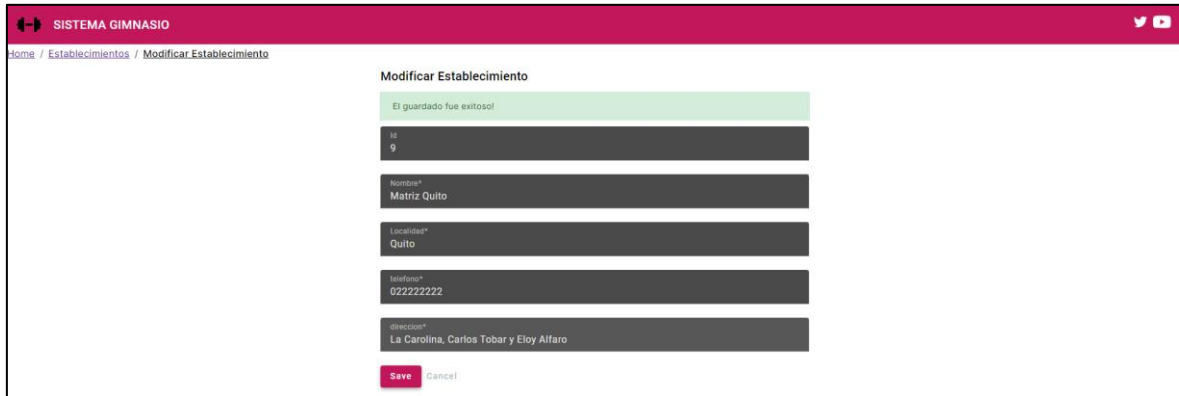 SISTEMA GIMNASIO
Home / Establecimientos / Modificar Establecimiento
Modificar Establecimiento
El guardado fue exitoso!
Id
9
Nombre*
Matriz Quito
Localidad*
Quito
telefono*
022222222
direccion*
La Carolina, Carlos Tobar y Eloy Alfaro
Save Cancel